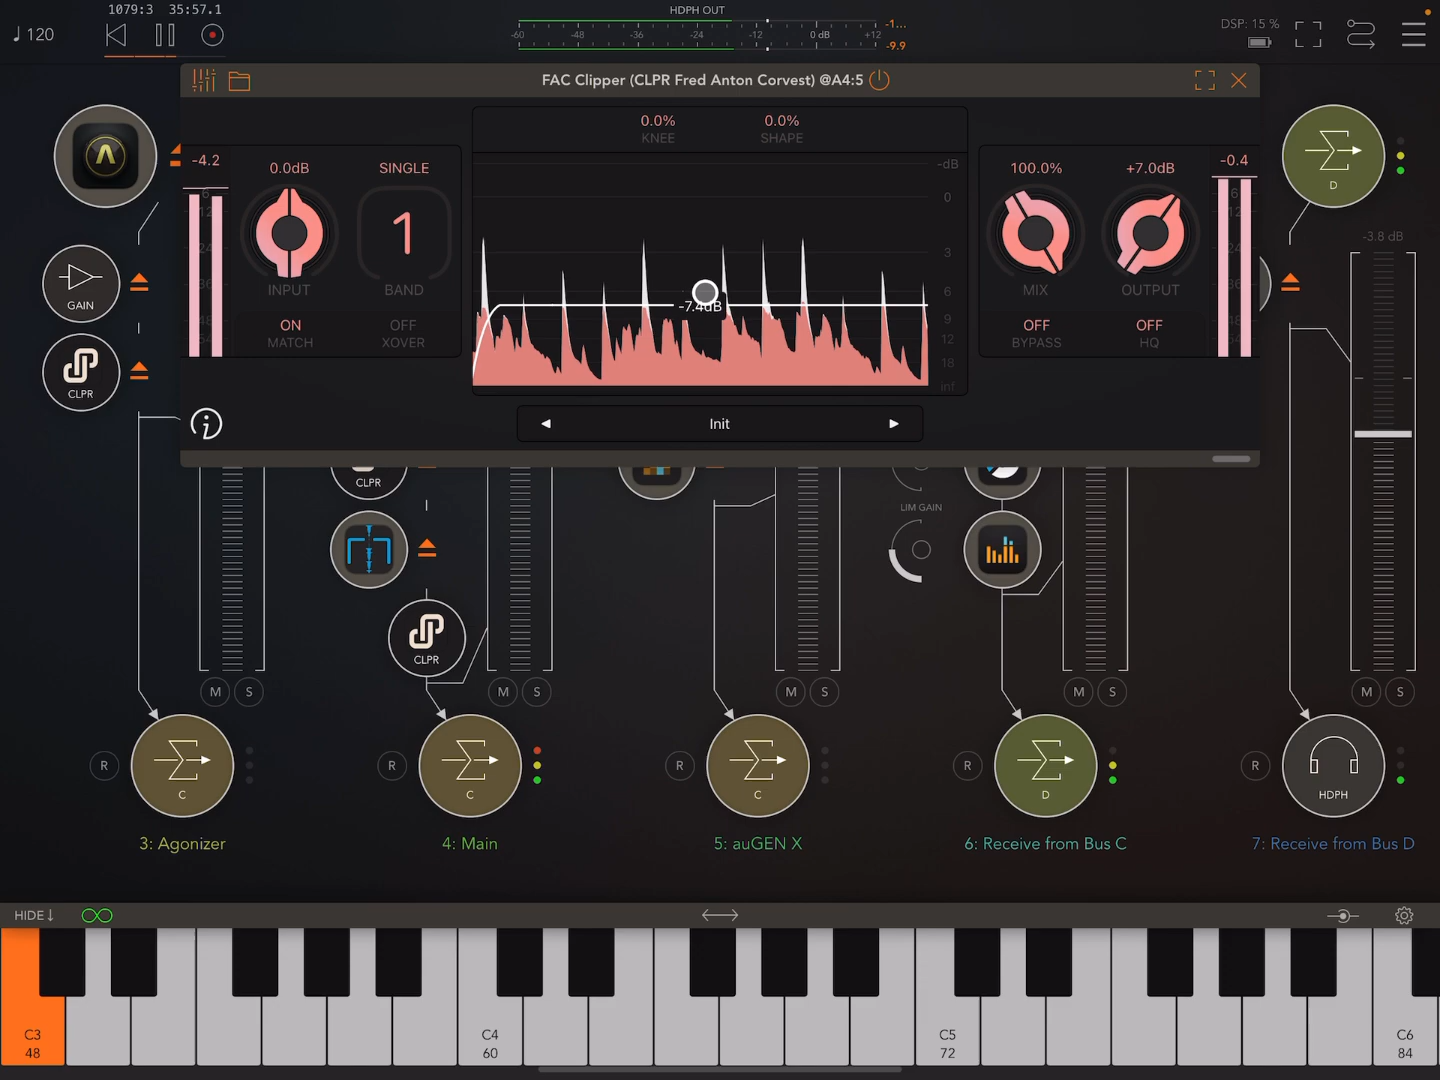 1079:3 35:57.1
♩120
HDPH OUT
-60 -48 -36 -24 -12 0 dB +12
-1...
-9.9
DSP: 15 %
FAC Clipper (CLPR Fred Anton Corvest) @A4:5
0.0% 0.0%
KNEE SHAPE
-4.2
0.0dB SINGLE
1
INPUT BAND
ON OFF
MATCH XOVER
-dB
0
3
6
9
12
18
inf
-7.4dB
100.0% +7.0dB
-0.4
MIX OUTPUT
OFF OFF
BYPASS HQ
Init
GAIN
CLPR
D
-3.8 dB
CLPR
LIM GAIN
CLPR
M S M S M S M S M S
R C R C R C R D R HDPH
3: Agonizer
4: Main
5: auGEN X
6: Receive from Bus C
7: Receive from Bus D
HIDE↓
C3 C4 C5 C6
48 60 72 84